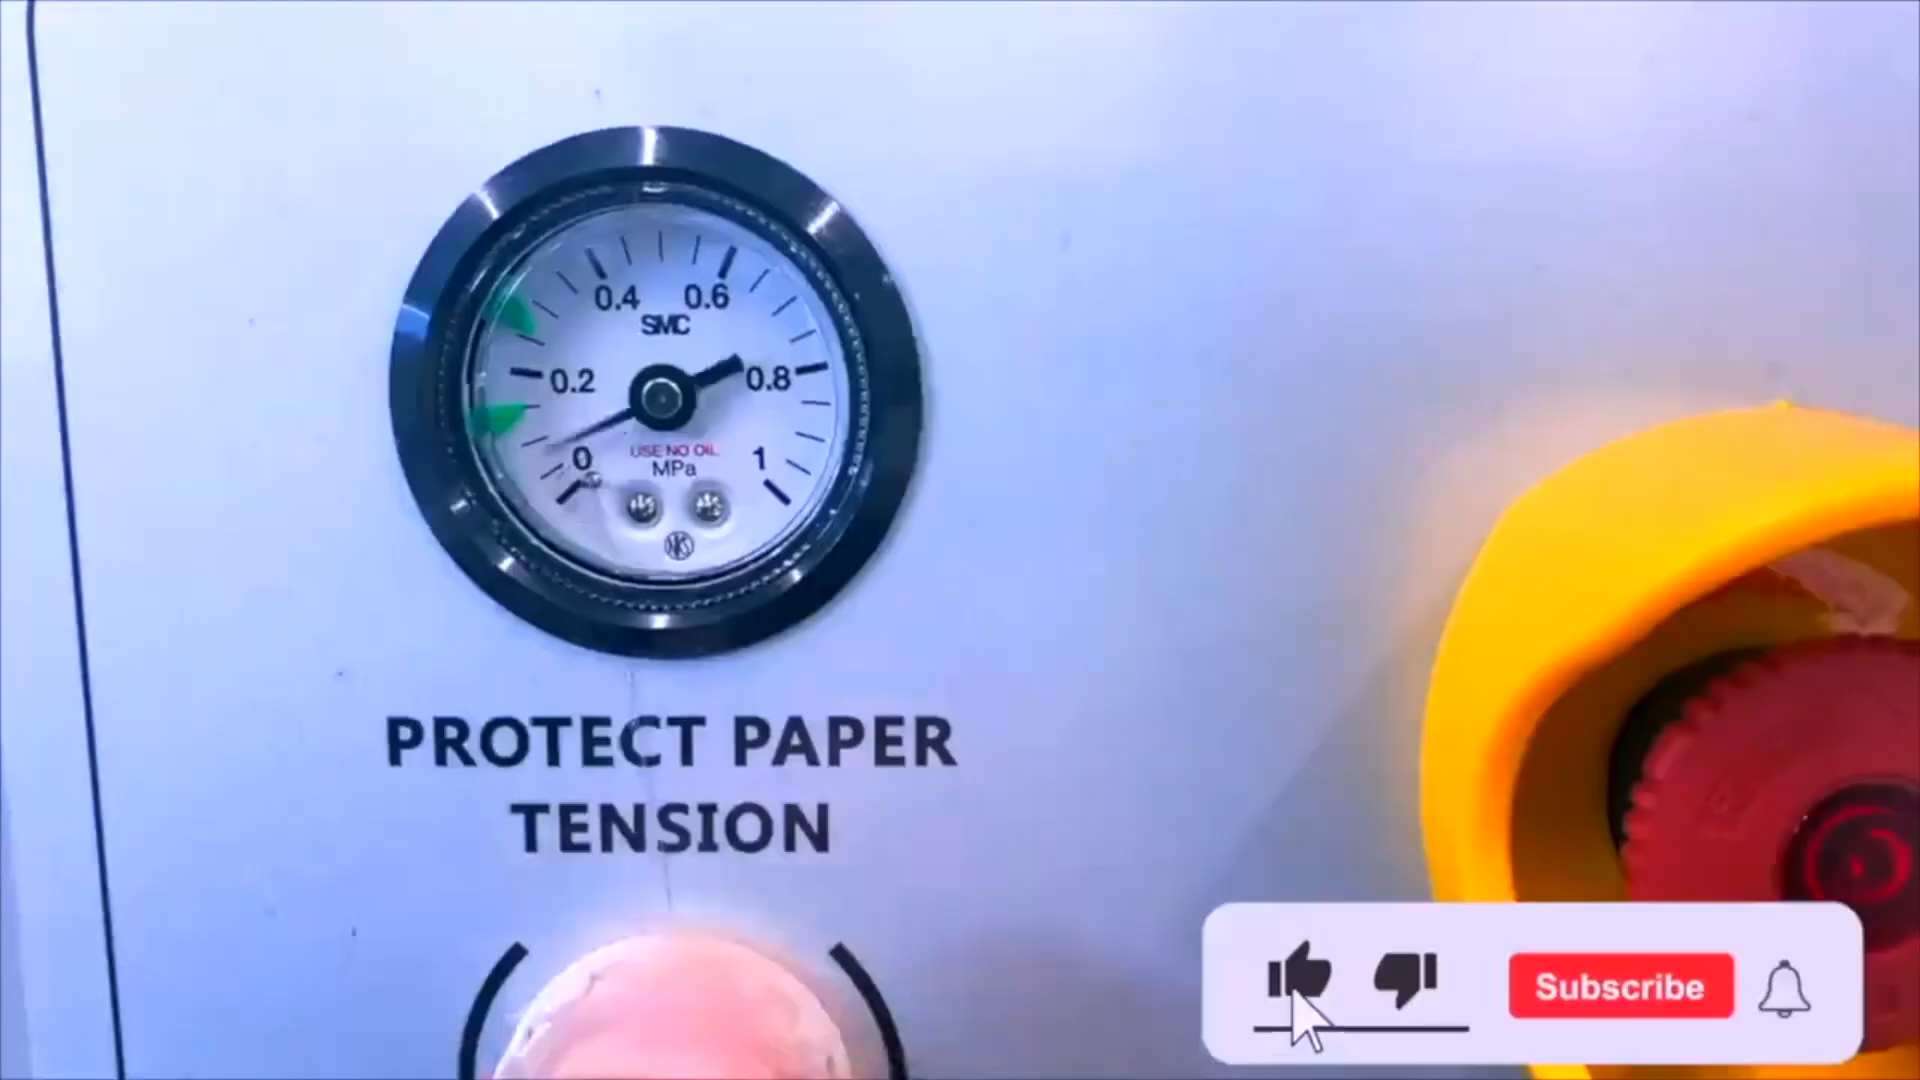 0.4 0.6
SMC
0.2 0.8
USE NO OIL
0 MPa 1
NKS
PROTECT PAPER
TENSION
Subscribe